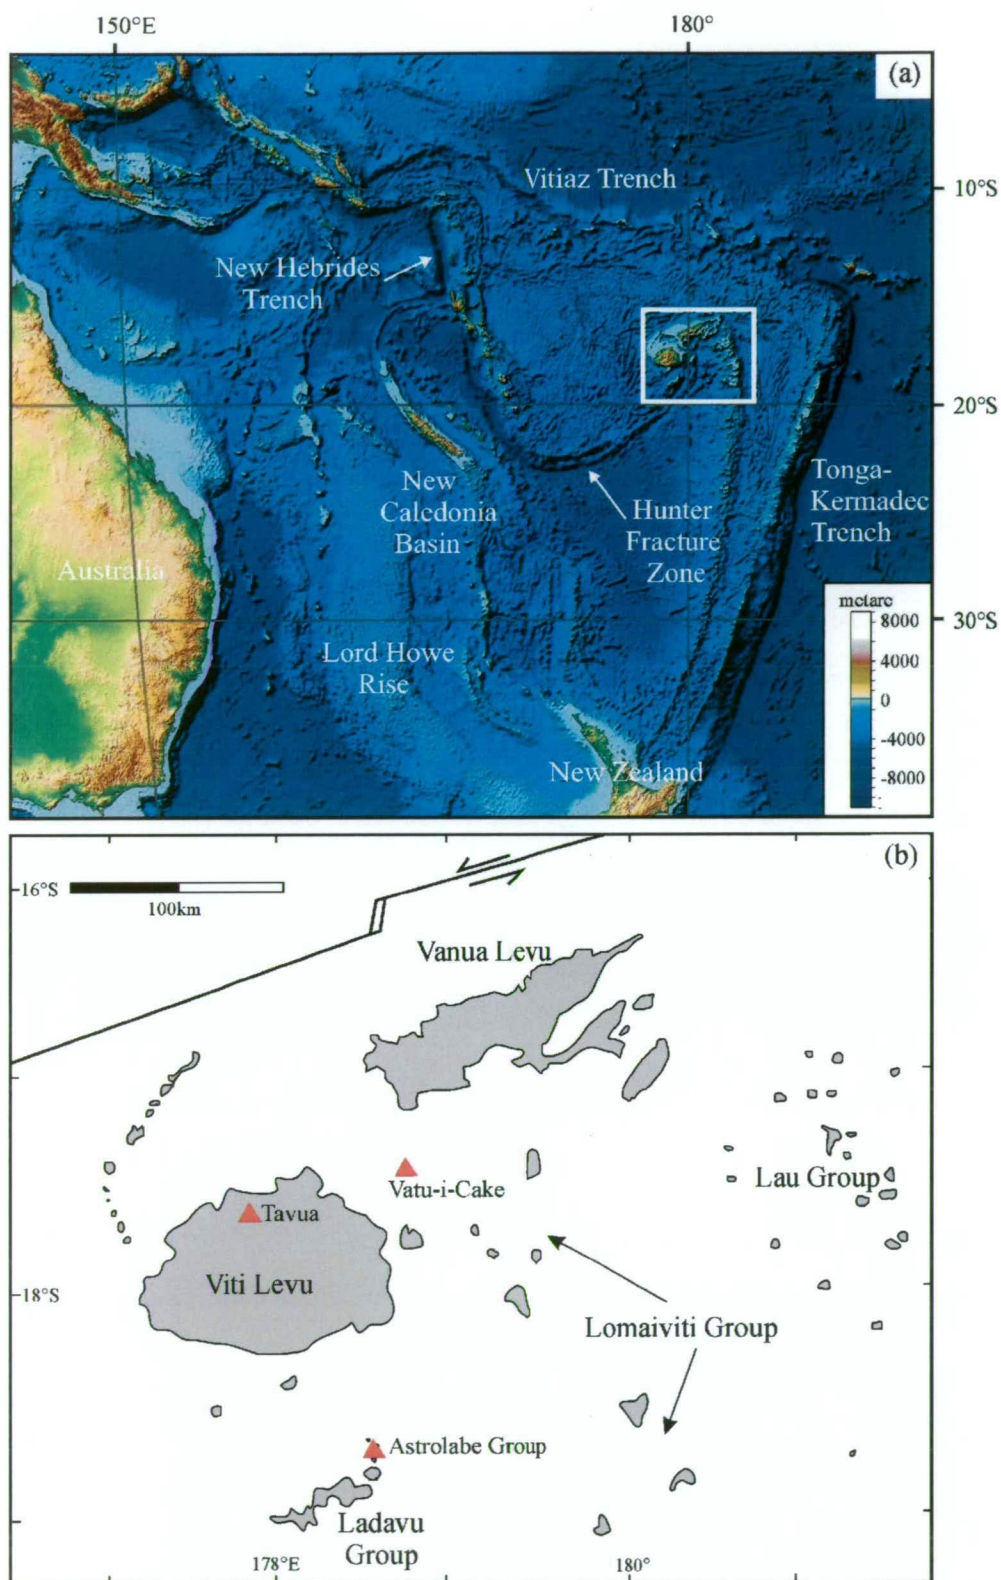 150°E
180°
(a)
Vitiaz Trench
10°S
New Hebrides
Trench
20°S
New
Caledonia
Basin
Hunter
Fracture
Zone
Tonga-
Kermadec
Trench
Australia
metare
8000
4000
0
-4000
-8000
30°S
Lord Howe
Rise
New Zealand
(b)
16°S
100km
Vanua Levu
Vatu-i-Cake
Lau Group
Tavua
Viti Levu
18°S
Lomaiviti Group
Astrolabe Group
Ladavu
Group
178°E
180°